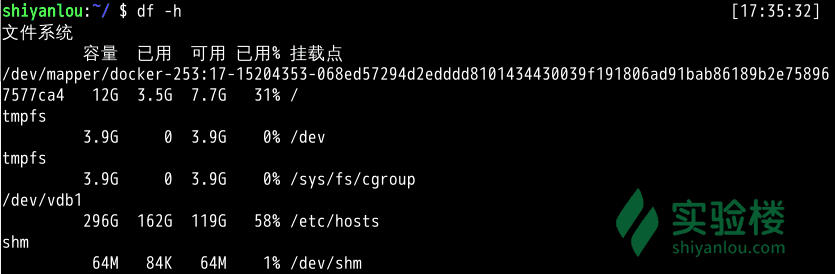 shiyanlou:~/ $ df -h [17:35:32]
文件系统
容量 已用 可用 已用% 挂载点
/dev/mapper/docker-253:17-15204353-068ed57294d2edddd8101434430039f191806ad91bab86189b2e75896
7577ca4 12G 3.5G 7.7G 31% /
tmpfs
3.9G 0 3.9G 0% /dev
tmpfs
3.9G 0 3.9G 0% /sys/fs/cgroup
/dev/vdb1
296G 162G 119G 58% /etc/hosts
shm
64M 84K 64M 1% /dev/shm
实验楼
shiyanlou.com